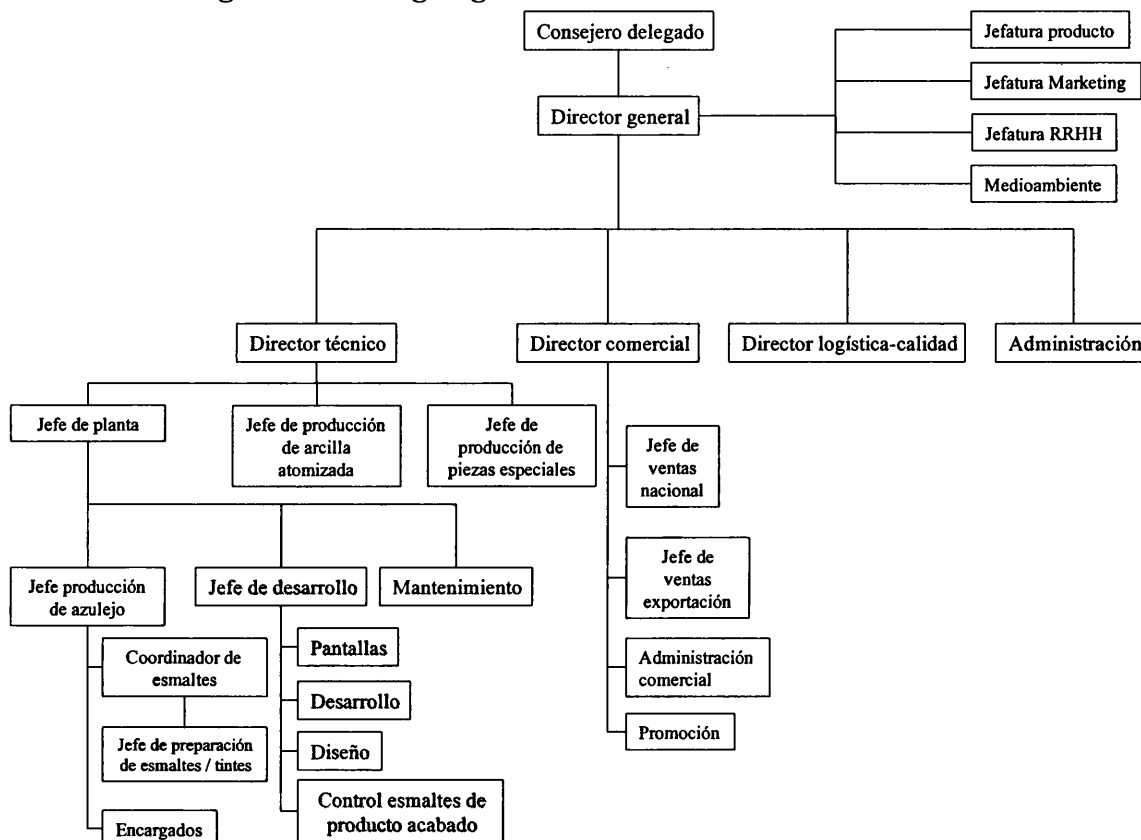 Consejero delegado
Director general
Jefatura producto
Jefatura Marketing
Jefatura RRHH
Medioambiente
Director técnico
Director comercial
Director logística-calidad
Administración
Jefe de planta
Jefe de producción
de arcilla
atomizada
Jefe de
producción de
piezas especiales
Jefe de
ventas
nacional
Jefe de
ventas
exportación
Administración
comercial
Promoción
Jefe producción
de azulejo
Jefe de desarrollo
Mantenimiento
Coordinador de
esmaltes
Jefe de preparación
de esmaltes / tintes
Encargados
Pantallas
Desarrollo
Diseño
Control esmaltes de
producto acabado